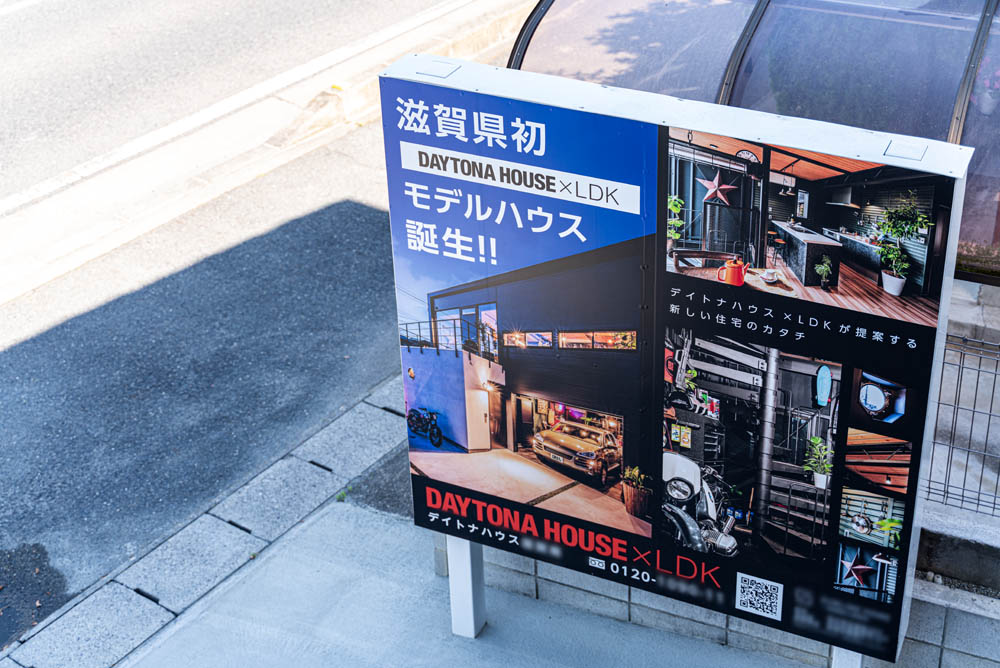 滋賀県初
DAYTONA HOUSE×LDK
モデルハウス
誕生!!
デイトナハウス×LDKが提案する
新しい住宅のカタチ
DAYTONA HOUSE×LDK
デイトナハウス
0120-